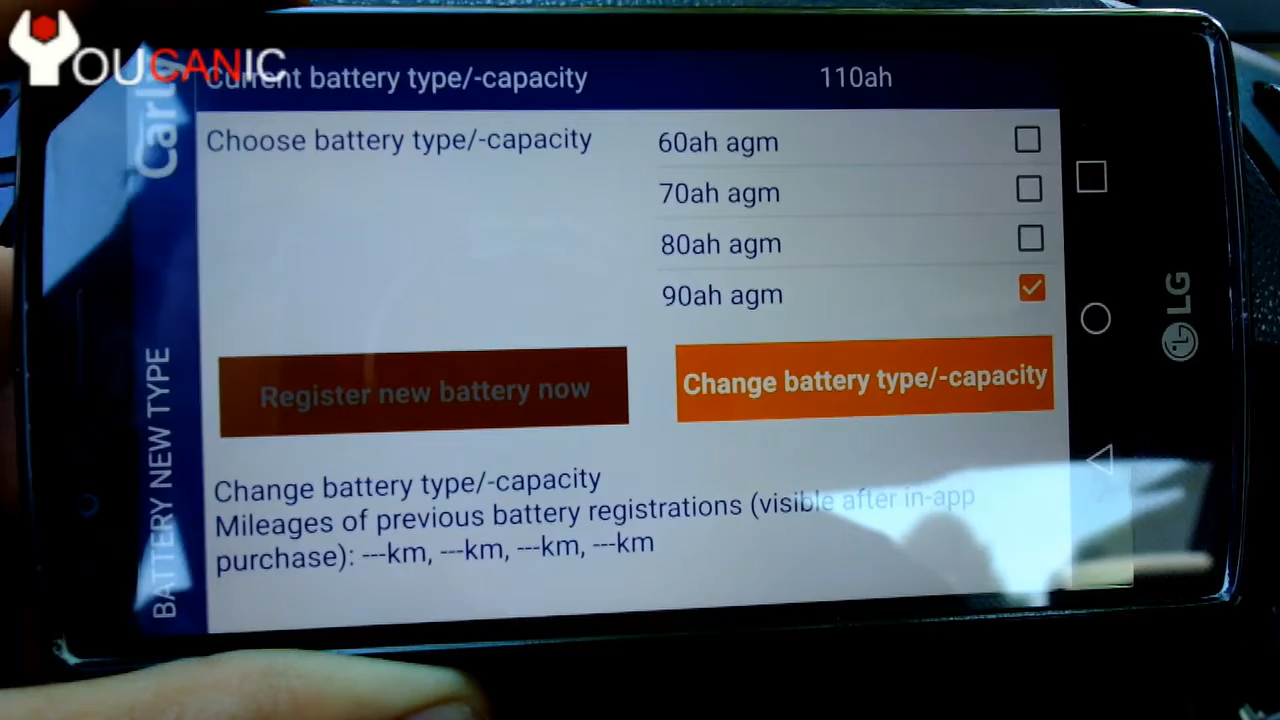 YOUCANIC
Current battery type/-capacity 110ah
Carly
Choose battery type/-capacity
60ah agm
70ah agm
80ah agm
90ah agm
Register new battery now
Change battery type/-capacity
BATTERY NEW TYPE
Change battery type/-capacity
Mileages of previous battery registrations (visible after in-app
purchase): ---km, ---km, ---km, ---km
LG